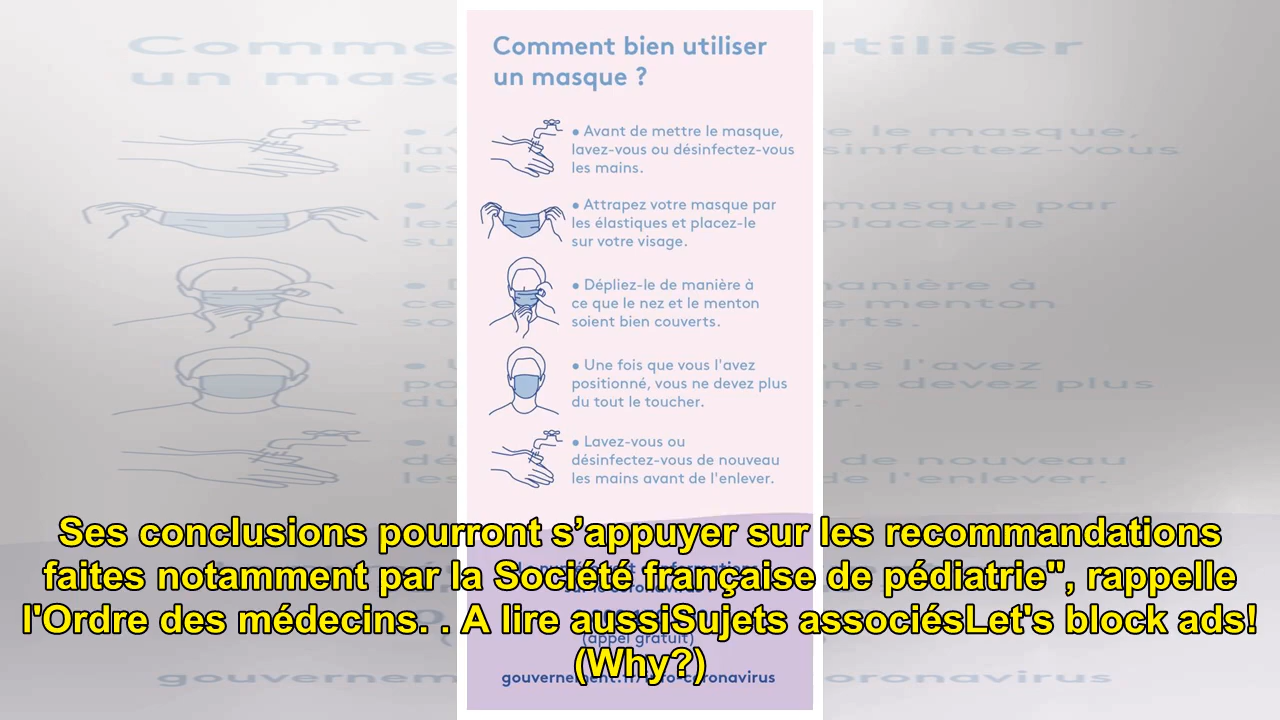 Comment bien utiliser
un masque ?
• Avant de mettre le masque,
lavez-vous ou désinfectez-vous
les mains.
• Attrapez votre masque par
les élastiques et placez-le
sur votre visage.
• Dépliez-le de manière à
ce que le nez et le menton
soient bien couverts.
• Une fois que vous l'avez
positionné, vous ne devez plus
du tout le toucher.
• Lavez-vous ou
désinfectez-vous de nouveau
les mains avant de l'enlever.
Ses conclusions pourront s’appuyer sur les recommandations
faites notamment par la Société française de pédiatrie", rappelle
l'Ordre des médecins. . A lire aussiSujets associésLet's block ads!
(Why?)
(appel gratuit)